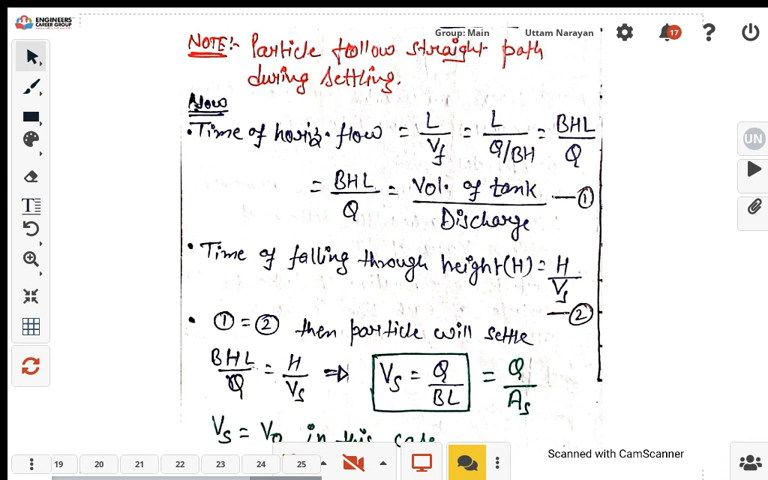 ENGINEERS
CAREER GROUP
Group: Main
Uttam Narayan
17
NOTE:- Particle follow straight path
during settling.
Now
• Time of horiz. flow = L/Vf = L/(Q/BH) = BHL/Q
= BHL/Q = Vol. of tank/Discharge —①
• Time of falling through height(H) = H/Vs —②
• ① = ② then particle will settle
BHL/Q = H/Vs ⇒ Vs = Q/BL = Q/As
Vs = Vo in this case
UN
19 20 21 22 23 24 25
Scanned with CamScanner